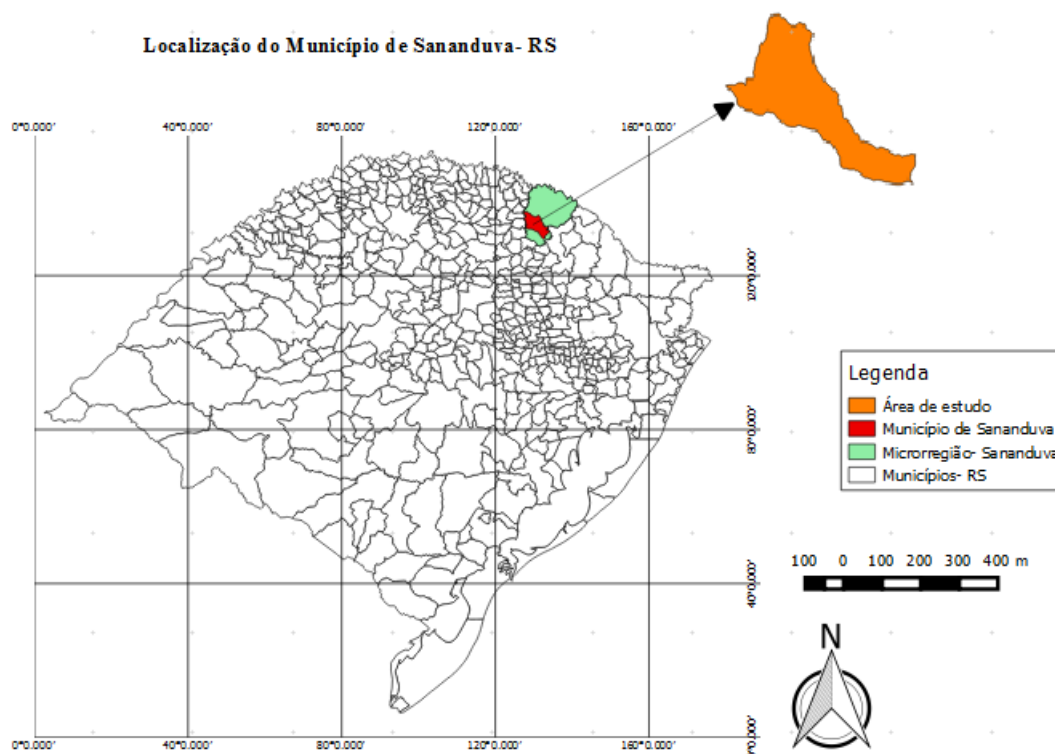 Localização do Município de Sananduva- RS
0°0.000′ 40°0.000′ 80°0.000′ 120°0.000′ 160°0.000′
120°0.000′
80°0.000′
40°0.000′
Legenda
Área de estudo
Município de Sananduva
Microrregião- Sananduva
Municípios- RS
100 0 100 200 300 400 m
N
0°0.000′ 40°0.000′ 80°0.000′ 120°0.000′ 160°0.000′